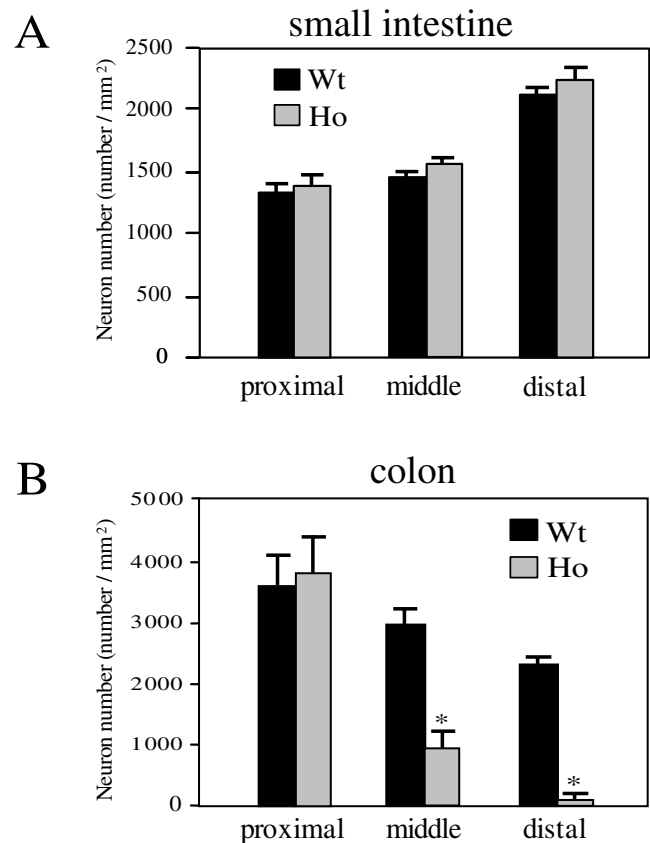 A
small intestine
Neuron number (number / mm²)
2500
2000
1500
1000
500
0
Wt
Ho
proximal middle distal
B
colon
Neuron number (number / mm²)
5000
4000
3000
2000
1000
0
Wt
Ho
*
*
proximal middle distal